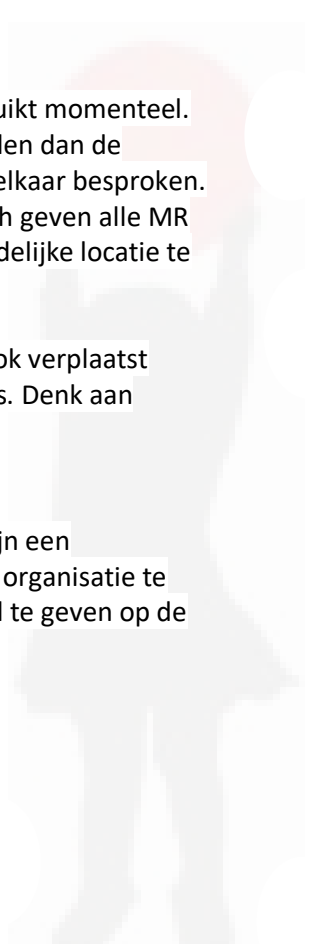 uikt momenteel.
len dan de
elkaar besproken.
h geven alle MR
delijke locatie te
ok verplaatst
s. Denk aan
jn een
organisatie te
l te geven op de